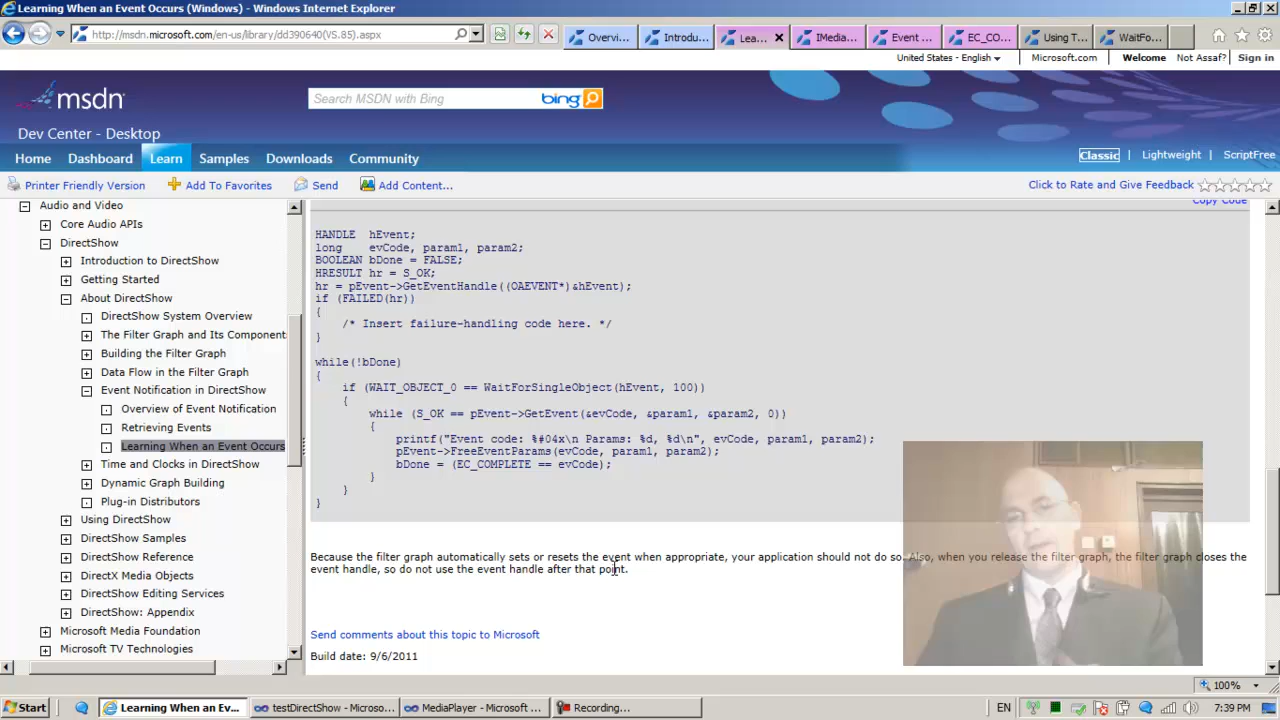 Learning When an Event Occurs (Windows) - Windows Internet Explorer
http://msdn.microsoft.com/en-us/library/dd390640(VS.85).aspx
Overvi... Introdu... Lea... IMedia... Event ... EC_CO... Using T... WaitFo...
United States - English Microsoft.com Welcome Not Assaf? Sign in
msdn
Search MSDN with Bing bing
Dev Center - Desktop
Home Dashboard Learn Samples Downloads Community
Classic | Lightweight | ScriptFree
Printer Friendly Version Add To Favorites Send Add Content...
Click to Rate and Give Feedback
Audio and Video
Core Audio APIs
DirectShow
Introduction to DirectShow
Getting Started
About DirectShow
DirectShow System Overview
The Filter Graph and Its Component
Building the Filter Graph
Data Flow in the Filter Graph
Event Notification in DirectShow
Overview of Event Notification
Retrieving Events
Learning When an Event Occurs
Time and Clocks in DirectShow
Dynamic Graph Building
Plug-in Distributors
Using DirectShow
DirectShow Samples
DirectShow Reference
DirectX Media Objects
DirectShow Editing Services
DirectShow: Appendix
Microsoft Media Foundation
Microsoft TV Technologies
Copy Code
HANDLE hEvent;
long evCode, param1, param2;
BOOLEAN bDone = FALSE;
HRESULT hr = S_OK;
hr = pEvent->GetEventHandle((OAEVENT*)&hEvent);
if (FAILED(hr))
{
/* Insert failure-handling code here. */
}
while(!bDone)
{
if (WAIT_OBJECT_0 == WaitForSingleObject(hEvent, 100))
{
while (S_OK == pEvent->GetEvent(&evCode, &param1, &param2, 0))
{
printf("Event code: %#04x\n Params: %d, %d\n", evCode, param1, param2);
pEvent->FreeEventParams(evCode, param1, param2);
bDone = (EC_COMPLETE == evCode);
}
}
}
Because the filter graph automatically sets or resets the event when appropriate, your application should not do so. Also, when you release the filter graph, the filter graph closes the
event handle, so do not use the event handle after that point.
Send comments about this topic to Microsoft
Build date: 9/6/2011
100%
Start Learning When an Ev... testDirectShow - Microso... MediaPlayer - Microsoft ... Recording... EN 7:39 PM